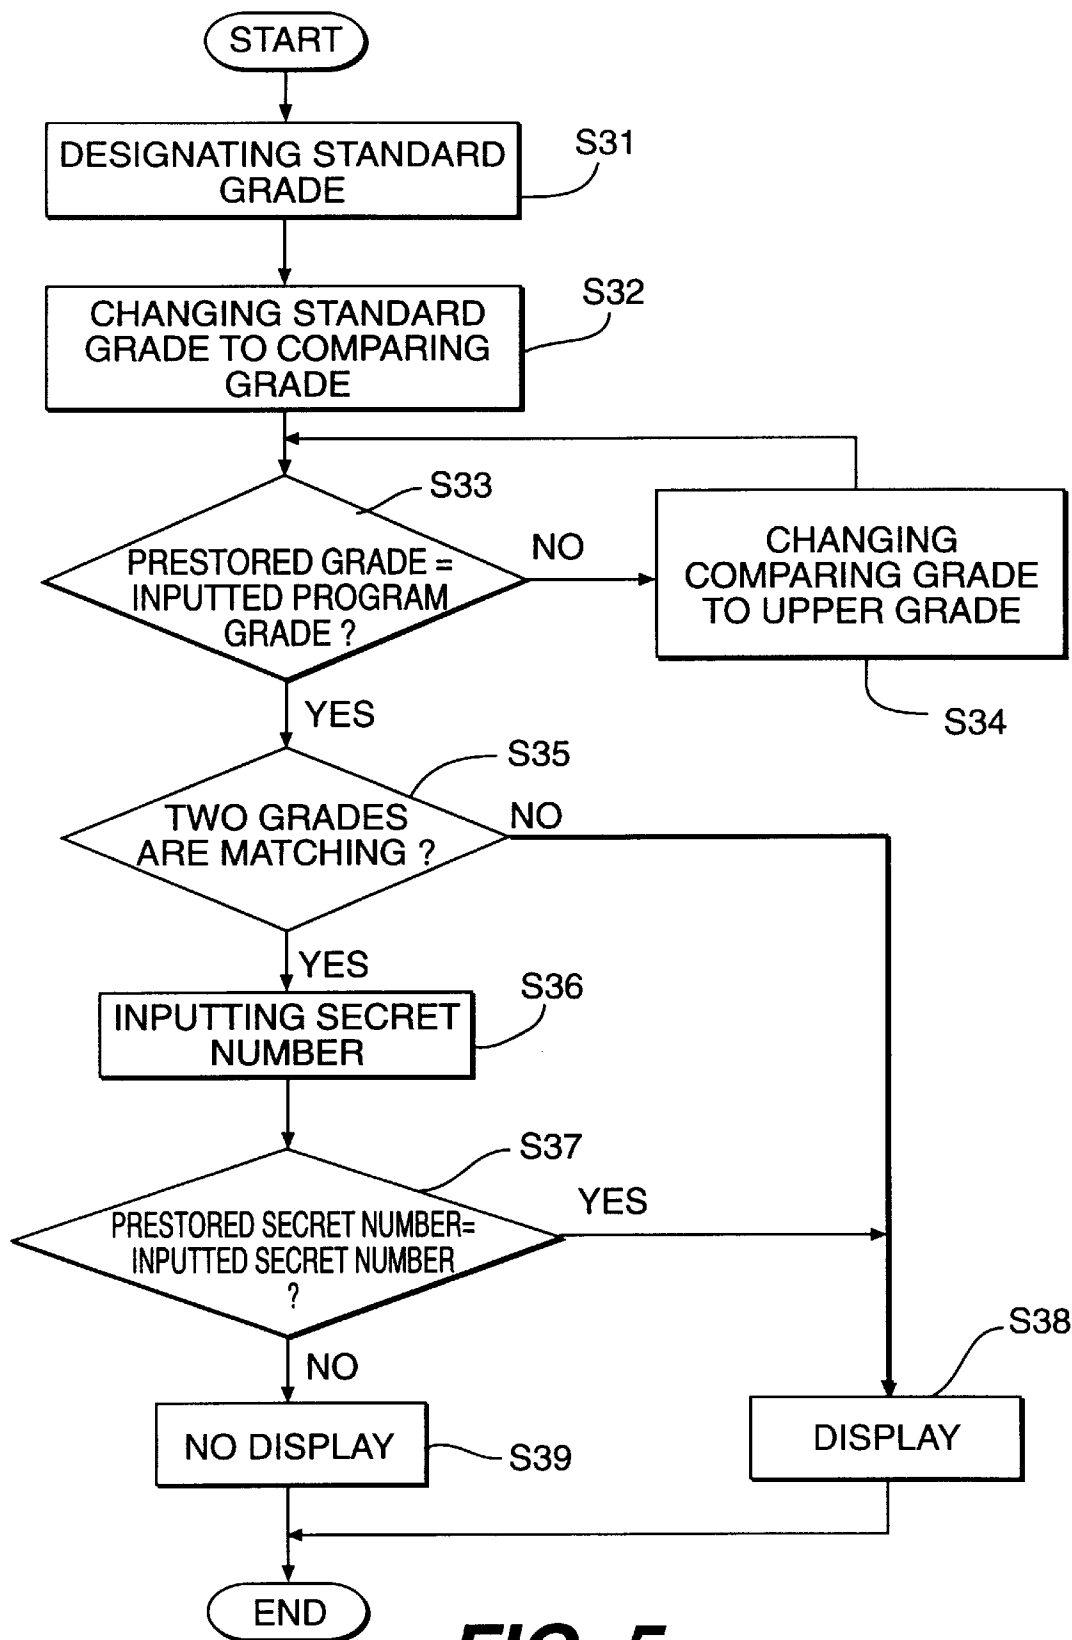 START
DESIGNATING STANDARD
GRADE
S31
CHANGING STANDARD
GRADE TO COMPARING
GRADE
S32
S33
PRESTORED GRADE =
INPUTTED PROGRAM
GRADE ?
NO
CHANGING
COMPARING GRADE
TO UPPER GRADE
S34
YES
S35
TWO GRADES
ARE MATCHING ?
NO
YES
INPUTTING SECRET
NUMBER
S36
S37
PRESTORED SECRET NUMBER=
INPUTTED SECRET NUMBER
?
YES
NO
S38
NO DISPLAY
S39
DISPLAY
END
FIG. 5